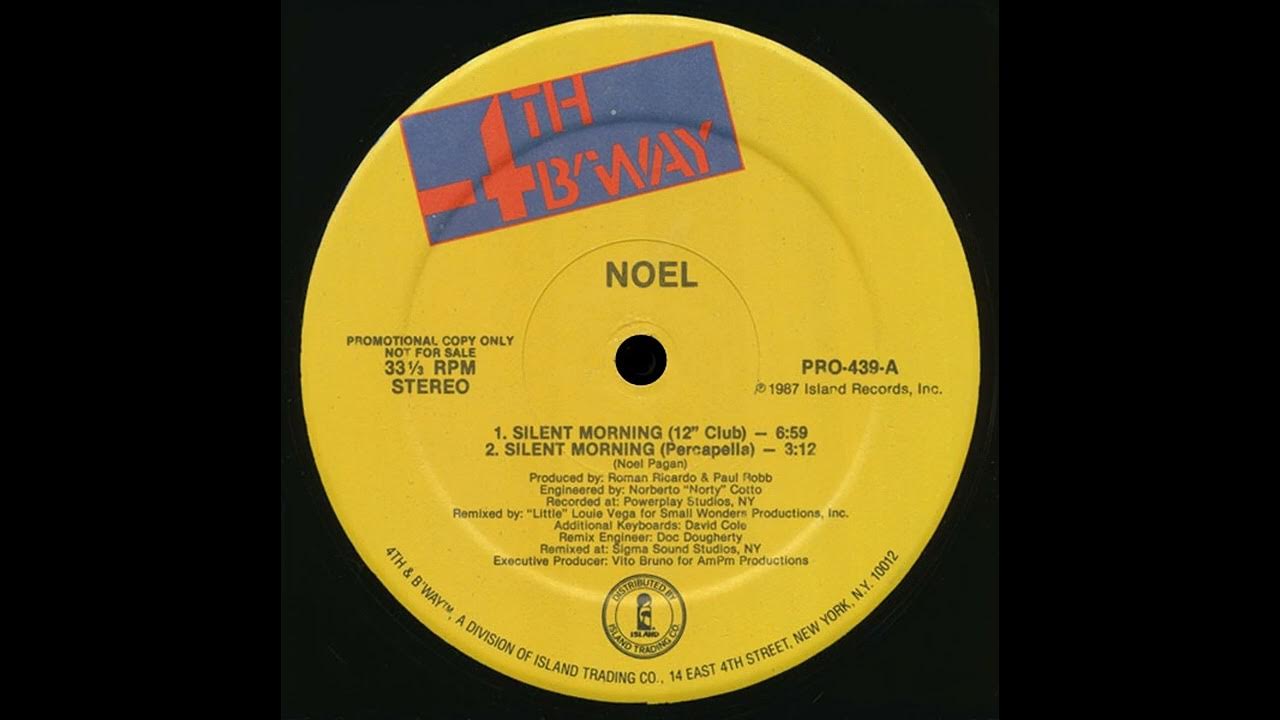 4TH
B'WAY
NOEL
PROMOTIONAL COPY ONLY
NOT FOR SALE
33⅓ RPM
STEREO
PRO-439-A
℗ 1987 Island Records, Inc.
1. SILENT MORNING (12" Club) — 6:59
2. SILENT MORNING (Percapella) — 3:12
(Noel Pagan)
Produced by: Roman Ricardo & Paul Robb
Engineered by: Norberto "Norty" Cotto
Recorded at: Powerplay Studios, NY
Remixed by: "Little" Louie Vega for Small Wonders Productions, Inc.
Additional Keyboards: David Cole
Remix Engineer: Doc Dougherty
Remixed at: Sigma Sound Studios, NY
Executive Producer: Vito Bruno for AmPm Productions
DISTRIBUTED BY
ISLAND
ISLAND TRADING CO.
4TH & B'WAY™, A DIVISION OF ISLAND TRADING CO., 14 EAST 4TH STREET, NEW YORK, N.Y. 10012